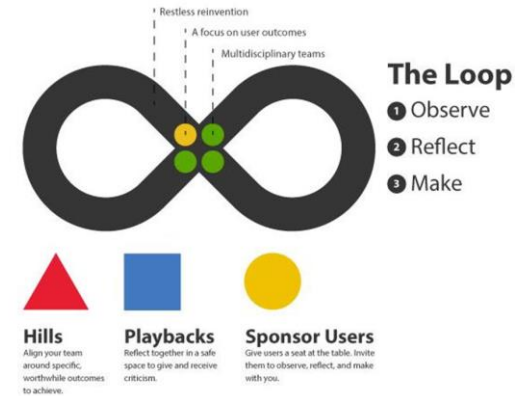 Restless reinvention
A focus on user outcomes
Multidisciplinary teams
The Loop
1 Observe
2 Reflect
3 Make
Hills
Align your team
around specific,
worthwhile outcomes
to achieve.
Playbacks
Reflect together in a safe
space to give and receive
criticism.
Sponsor Users
Give users a seat at the table. Invite
them to observe, reflect, and make
with you.